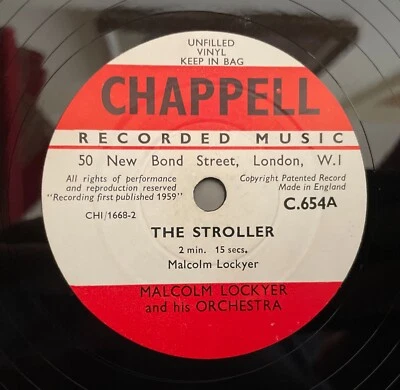 UNFILLED
VINYL
KEEP IN BAG
CHAPPELL
RECORDED MUSIC
50 New Bond Street, London, W.1
All rights of performance
and reproduction reserved
"Recording first published 1959"
Copyright Patented Record
Made in England
CHI/1668-2
C.654A
THE STROLLER
2 min. 15 secs.
Malcolm Lockyer
MALCOLM LOCKYER
and his ORCHESTRA